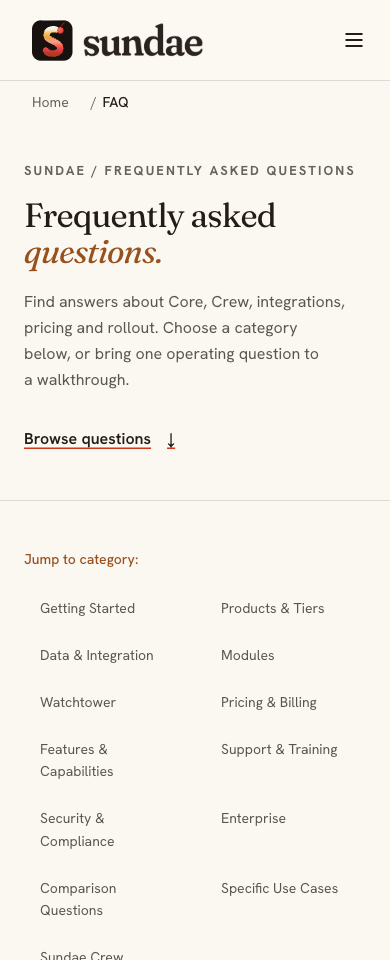 sundae
Home / FAQ
SUNDAE / FREQUENTLY ASKED QUESTIONS
Frequently asked
questions.
Find answers about Core, Crew, integrations,
pricing and rollout. Choose a category
below, or bring one operating question to
a walkthrough.
Browse questions ↓
Jump to category:
Getting Started
Products & Tiers
Data & Integration
Modules
Watchtower
Pricing & Billing
Features &
Capabilities
Support & Training
Security &
Compliance
Enterprise
Comparison
Questions
Specific Use Cases
Sundae Crew